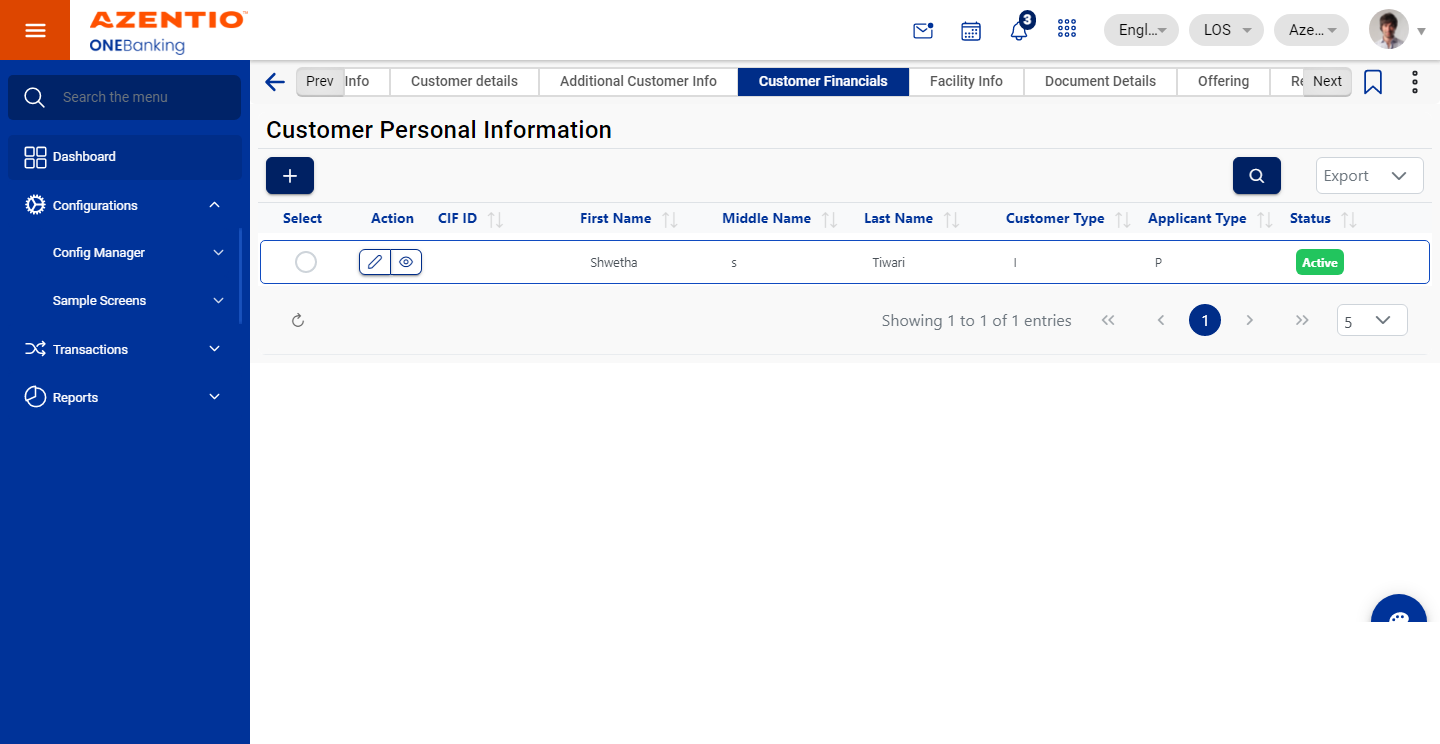 AZENTIO™
ONEBanking
3
Engl...
LOS
Aze...
Search the menu
Dashboard
Configurations
Config Manager
Sample Screens
Transactions
Reports
Prev Info Customer details Additional Customer Info Customer Financials Facility Info Document Details Offering Re Next
Customer Personal Information
+
Export
Select Action CIF ID First Name Middle Name Last Name Customer Type Applicant Type Status
Shwetha s Tiwari I P Active
Showing 1 to 1 of 1 entries 1 5